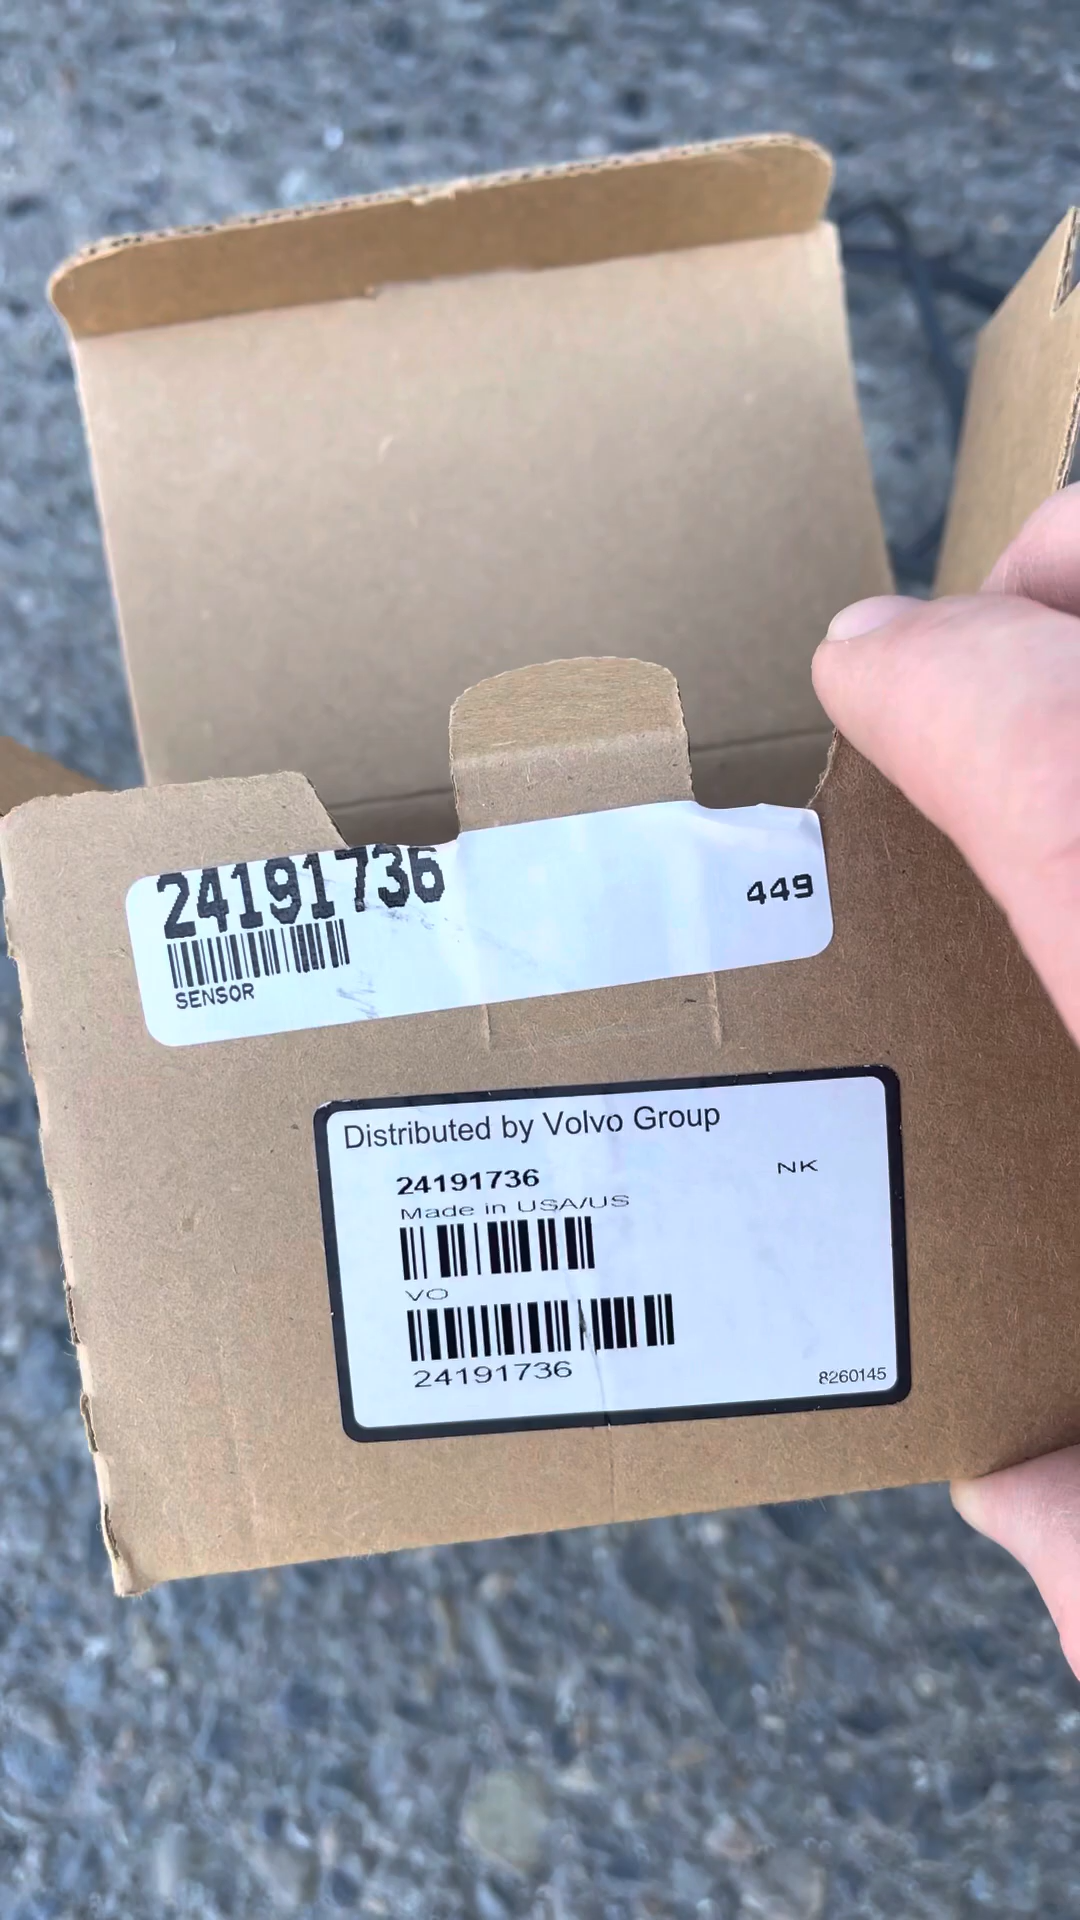 24191736
449
SENSOR
Distributed by Volvo Group
24191736
NK
Made in USA/US
VO
24191736
8260145